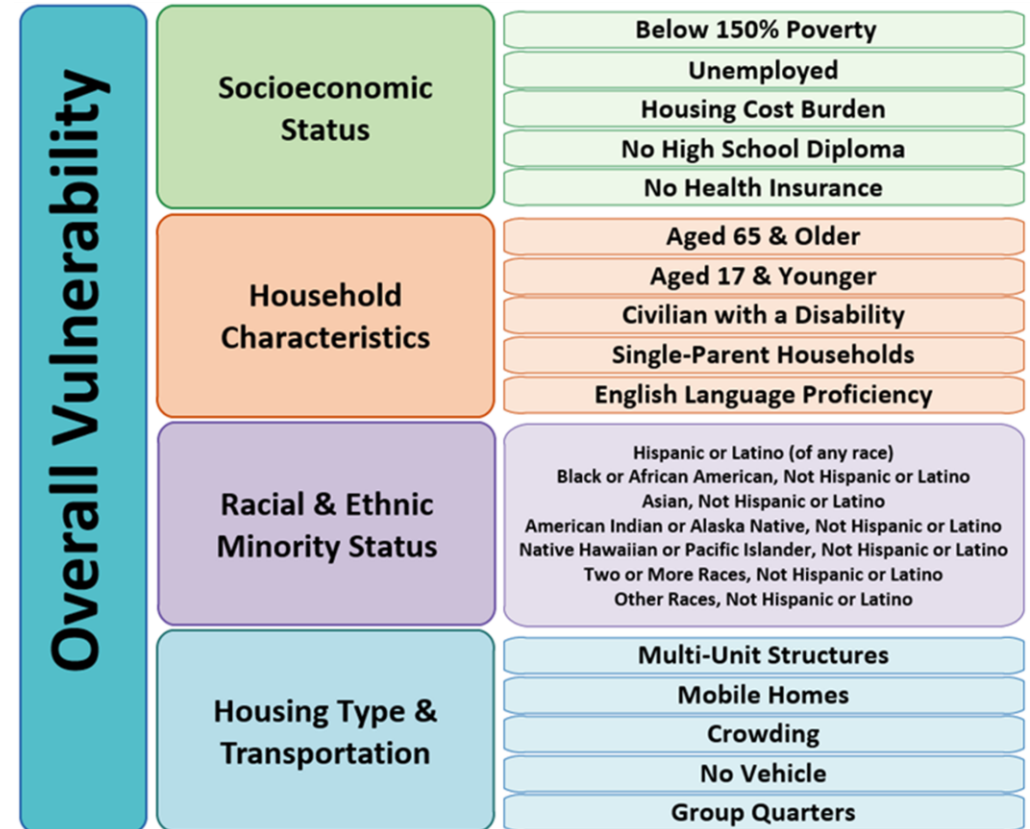 Overall Vulnerability
Socioeconomic
Status
Below 150% Poverty
Unemployed
Housing Cost Burden
No High School Diploma
No Health Insurance
Household
Characteristics
Aged 65 & Older
Aged 17 & Younger
Civilian with a Disability
Single-Parent Households
English Language Proficiency
Racial & Ethnic
Minority Status
Hispanic or Latino (of any race)
Black or African American, Not Hispanic or Latino
Asian, Not Hispanic or Latino
American Indian or Alaska Native, Not Hispanic or Latino
Native Hawaiian or Pacific Islander, Not Hispanic or Latino
Two or More Races, Not Hispanic or Latino
Other Races, Not Hispanic or Latino
Housing Type &
Transportation
Multi-Unit Structures
Mobile Homes
Crowding
No Vehicle
Group Quarters